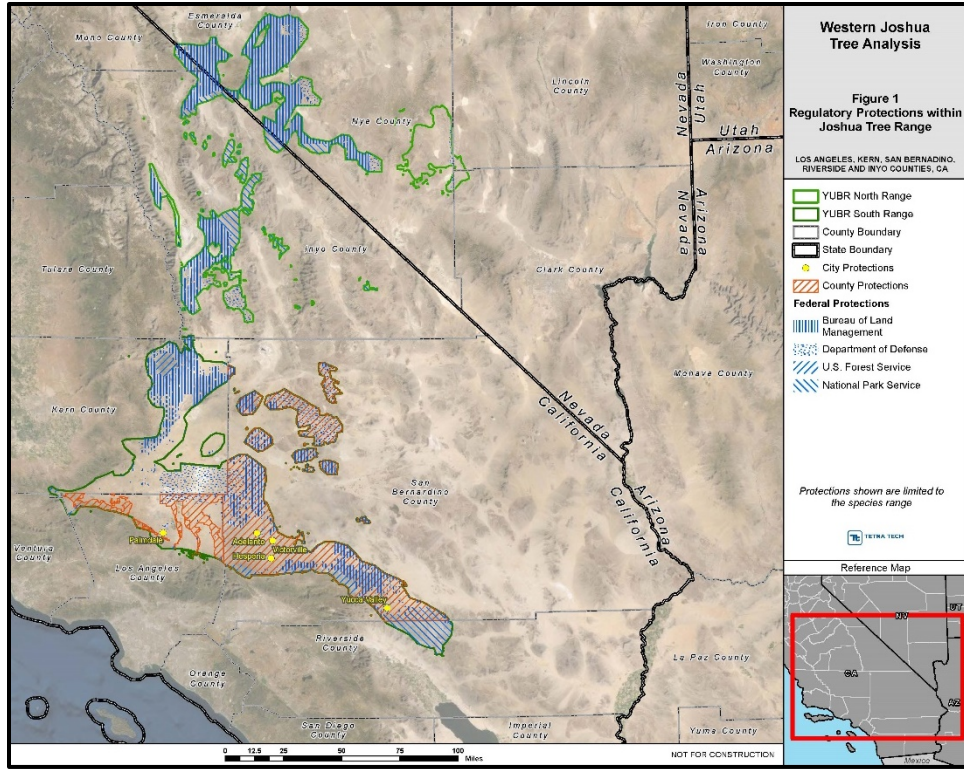 Western Joshua
Tree Analysis
Figure 1
Regulatory Protections within
Joshua Tree Range
LOS ANGELES, KERN, SAN BERNADINO,
RIVERSIDE AND INYO COUNTIES, CA
YUBR North Range
YUBR South Range
County Boundary
State Boundary
City Protections
County Protections
Federal Protections
Bureau of Land
Management
Department of Defense
U.S. Forest Service
National Park Service
Protections shown are limited to
the species range
TETRA TECH
Reference Map
NV
UT
CA
AZ
Mexico
Esmeralda
County
Mono County
Iron County
Washington
County
Lincoln
County
Nye County
Nevada
Utah
Utah
Arizona
Nevada
Arizona
Inyo County
Tulare County
Clark County
Mohave County
Kern County
Nevada
California
San
Bernardino
County
Arizona
California
Palmdale
Adelanto
Victorville
Hesperia
Ventura
County
Los Angeles
County
Yucca Valley
Riverside
County
La Paz County
Orange
County
San Diego
County
Imperial
County
Yuma County
0 12.5 25 50 75 100
Miles
NOT FOR CONSTRUCTION